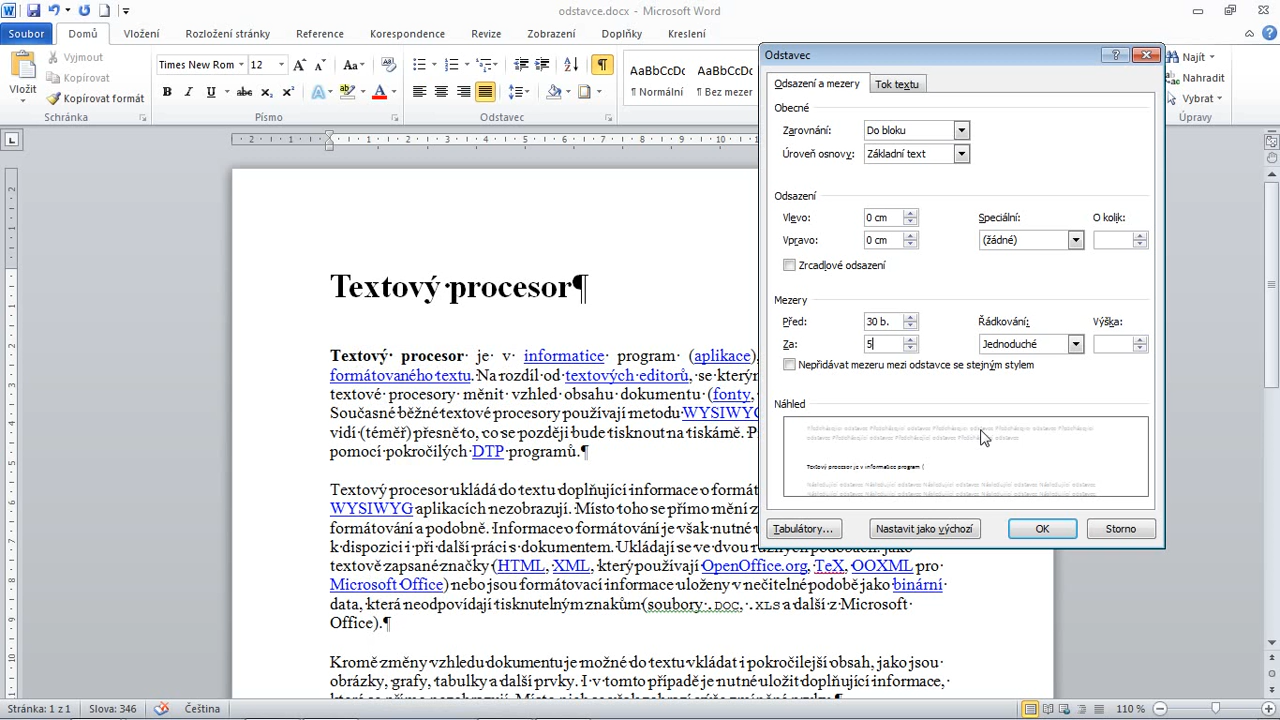 odstavce.docx - Microsoft Word
Soubor Domů Vložení Rozložení stránky Reference Korespondence Revize Zobrazení Doplňky Kreslení
Vložit
Vyjmout
Kopírovat
Kopírovat formát
Schránka
Times New Rom 12
Písmo
Odstavec
AaBbCcDc AaBbCcDc
¶ Normální ¶ Bez mezer
Najít
Nahradit
Vybrat
Úpravy
Odstavec
Odsazení a mezery Tok textu
Obecné
Zarovnání: Do bloku
Úroveň osnovy: Základní text
Odsazení
Vlevo: 0 cm Speciální: O kolik:
Vpravo: 0 cm (žádné)
Zrcadlové odsazení
Mezery
Před: 30 b. Řádkování: Výška:
Za: 5 Jednoduché
Nepřidávat mezeru mezi odstavce se stejným stylem
Náhled
Textový procesor je v informatice program (
Tabulátory... Nastavit jako výchozí OK Storno
Textový procesor¶
Textový procesor je v informatice program (aplikace),
formátovaného textu. Na rozdíl od textových editorů, se kterým
textové procesory měnit vzhled obsahu dokumentu (fonty,
Současné běžné textové procesory používají metodu WYSIWYG
vidí (téměř) přesně to, co se později bude tisknout na tiskárně. P
pomocí pokročilých DTP programů.¶
Textový procesor ukládá do textu doplňující informace o formát
WYSIWYG aplikacích nezobrazují. Místo toho se přímo mění z
formátování a podobně. Informace o formátování je však nutné
k dispozici i při další práci s dokumentem. Ukládají se ve dvou různých podobách: jako
textově zapsané značky (HTML, XML, který používají OpenOffice.org, TeX, OOXML pro
Microsoft Office) nebo jsou formátovací informace uloženy v nečitelné podobě jako binární
data, která neodpovídají tisknutelným znakům (soubory .DOC, .XLS a další z Microsoft
Office).¶
Kromě změny vzhledu dokumentu je možné do textu vkládat i pokročilejší obsah, jako jsou
obrázky, grafy, tabulky a další prvky. I v tomto případě je nutné uložit doplňující informace,
Stránka: 1 z 1 Slova: 346 Čeština 110 %